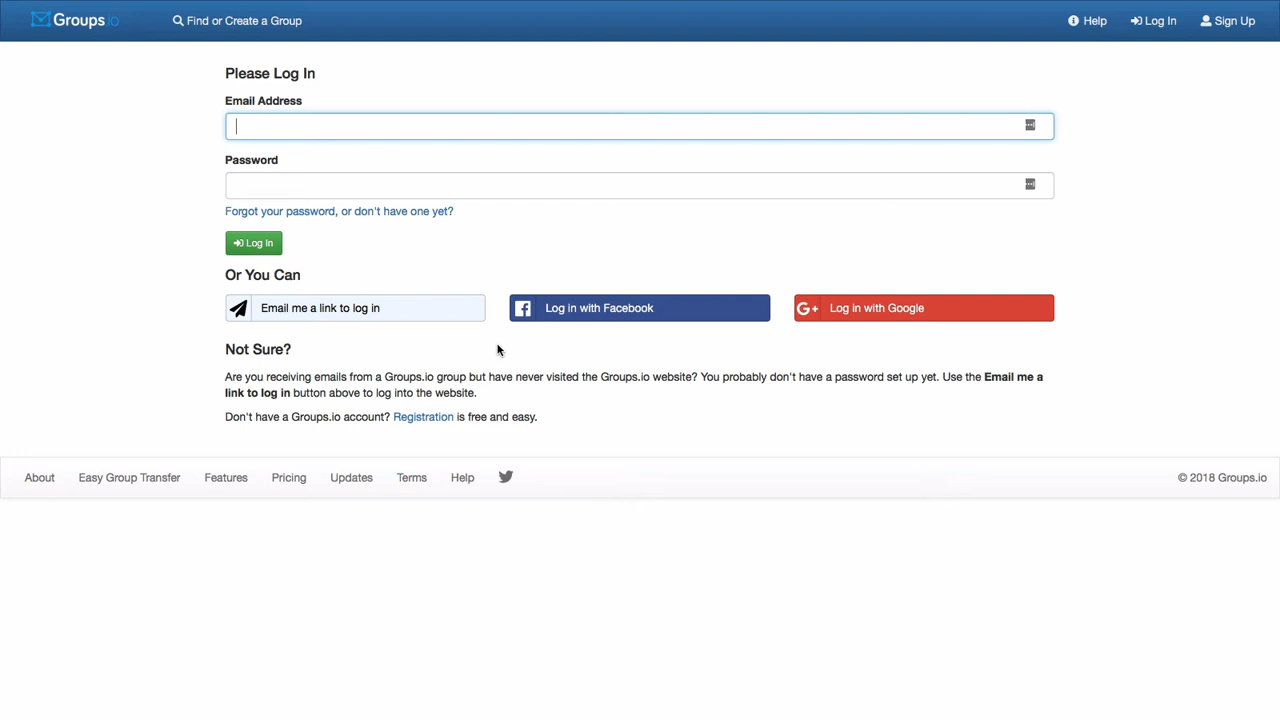 Groups.io
Find or Create a Group
Help
Log In
Sign Up
Please Log In
Email Address
Password
Forgot your password, or don't have one yet?
Log In
Or You Can
Email me a link to log in
Log in with Facebook
Log In with Google
Not Sure?
Are you receiving emails from a Groups.io group but have never visited the Groups.io website? You probably don't have a password set up yet. Use the Email me a
link to log in button above to log into the website.
Don't have a Groups.io account? Registration is free and easy.
About
Easy Group Transfer
Features
Pricing
Updates
Terms
Help
© 2018 Groups.io